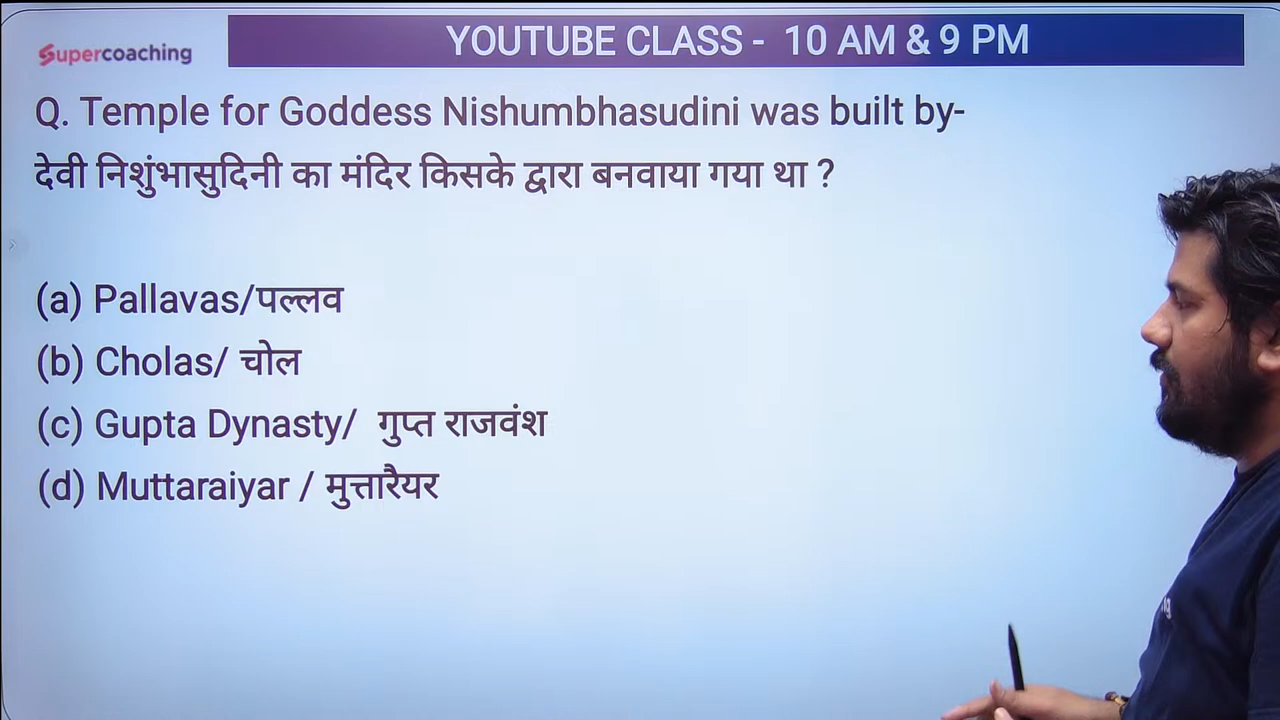 Supercoaching
YOUTUBE CLASS - 10 AM & 9 PM
Q. Temple for Goddess Nishumbhasudini was built by-
देवी निशुंभासुदिनी का मंदिर किसके द्वारा बनवाया गया था ?
(a) Pallavas/पल्लव
(b) Cholas/ चोल
(c) Gupta Dynasty/ गुप्त राजवंश
(d) Muttaraiyar / मुत्तारैयर